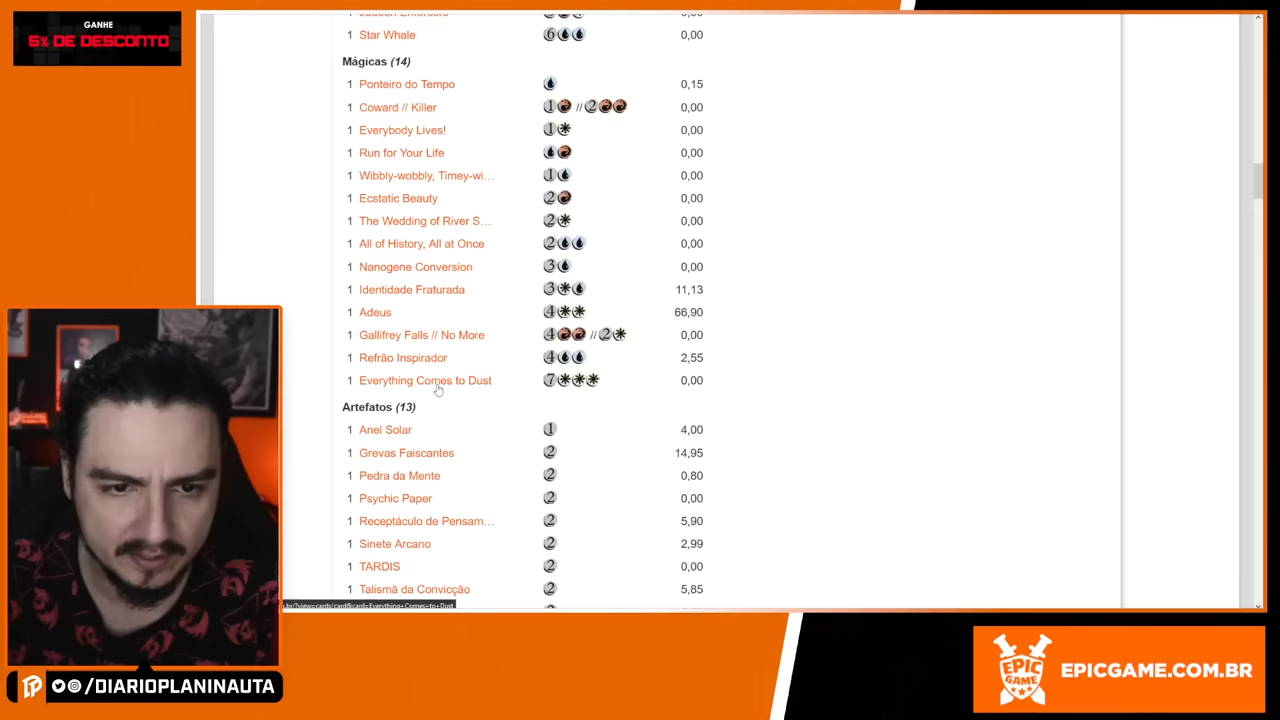 GANHE
5% DE DESCONTO
Star Whale 6 0,00
Mágicas (14)
1 Ponteiro do Tempo 0,15
1 Coward // Killer 1 // 2 0,00
1 Everybody Lives! 1 0,00
1 Run for Your Life 0,00
1 Wibbly-wobbly, Timey-wi… 1 0,00
1 Ecstatic Beauty 2 0,00
1 The Wedding of River S… 2 0,00
1 All of History, All at Once 2 0,00
1 Nanogene Conversion 3 0,00
1 Identidade Fraturada 3 11,13
1 Adeus 4 66,90
1 Gallifrey Falls // No More 4 // 2 0,00
1 Refrão Inspirador 4 2,55
1 Everything Comes to Dust 7 0,00
Artefatos (13)
1 Anel Solar 1 4,00
1 Grevas Faiscantes 2 14,95
1 Pedra da Mente 2 0,80
1 Psychic Paper 2 0,00
1 Receptáculo de Pensam… 2 5,90
1 Sinete Arcano 2 2,99
1 TARDIS 2 0,00
1 Talismã da Convicção 2 5,85
/DIARIOPLANINAUTA
EPIC
GAME
EPICGAME.COM.BR